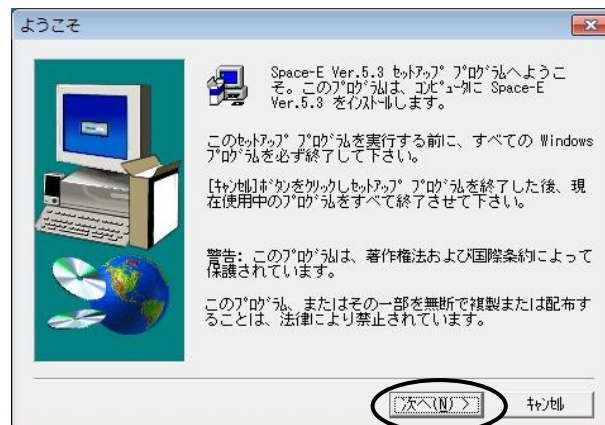 ようこそ
Space-E Ver.5.3 ｾｯﾄｱｯﾌﾟ ﾌﾟﾛｸﾞﾗﾑへようこ
そ。このﾌﾟﾛｸﾞﾗﾑは、ｺﾝﾋﾟｭｰﾀに Space-E
Ver.5.3 をｲﾝｽﾄｰﾙします。
このｾｯﾄｱｯﾌﾟ ﾌﾟﾛｸﾞﾗﾑを実行する前に、すべての Windows
ﾌﾟﾛｸﾞﾗﾑを必ず終了して下さい。
[ｷｬﾝｾﾙ]ﾎﾞﾀﾝをｸﾘｯｸしｾｯﾄｱｯﾌﾟ ﾌﾟﾛｸﾞﾗﾑを終了した後、現
在使用中のﾌﾟﾛｸﾞﾗﾑをすべて終了させて下さい。
警告: このﾌﾟﾛｸﾞﾗﾑは、著作権法および国際条約によって
保護されています。
このﾌﾟﾛｸﾞﾗﾑ、またはその一部を無断で複製または配布す
ることは、法律により禁止されています。
次へ(N) >
ｷｬﾝｾﾙ